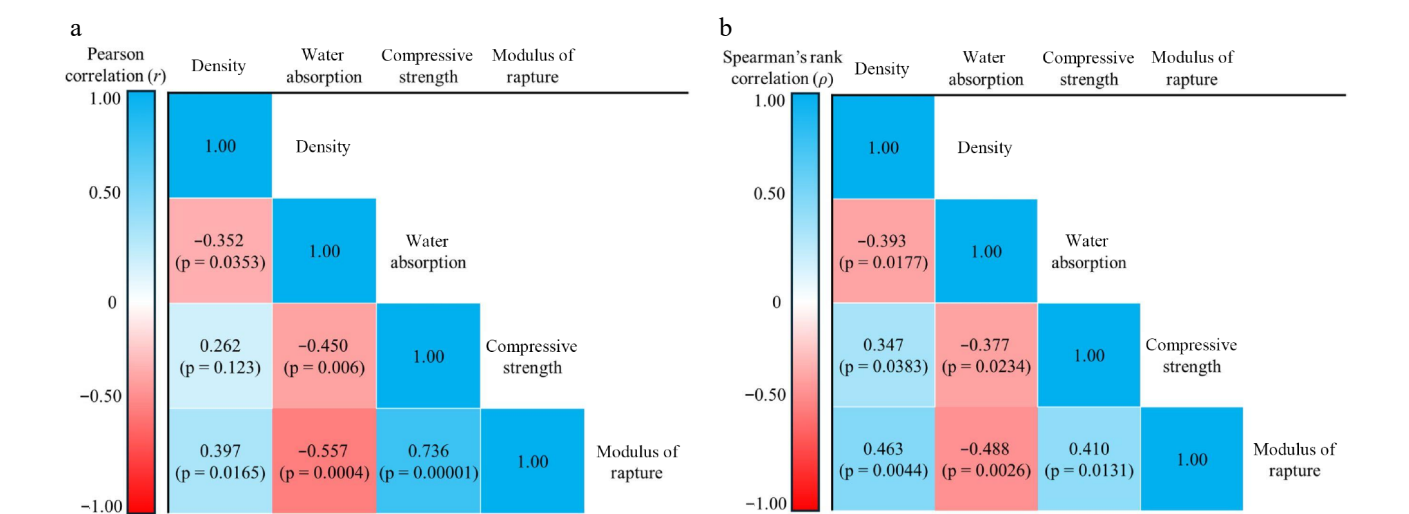 a
Pearson
correlation (r)
Density
Water
absorption
Compressive
strength
Modulus of
rapture
1.00
0.50
0
−0.50
−1.00
1.00
Density
−0.352
(p = 0.0353)
1.00
Water
absorption
0.262
(p = 0.123)
−0.450
(p = 0.006)
1.00
Compressive
strength
0.397
(p = 0.0165)
−0.557
(p = 0.0004)
0.736
(p = 0.00001)
1.00
Modulus of
rapture
b
Spearman's rank
correlation (ρ)
Density
Water
absorption
Compressive
strength
Modulus of
rapture
1.00
0.50
0
−0.50
−1.00
1.00
Density
−0.393
(p = 0.0177)
1.00
Water
absorption
0.347
(p = 0.0383)
−0.377
(p = 0.0234)
1.00
Compressive
strength
0.463
(p = 0.0044)
−0.488
(p = 0.0026)
0.410
(p = 0.0131)
1.00
Modulus of
rapture